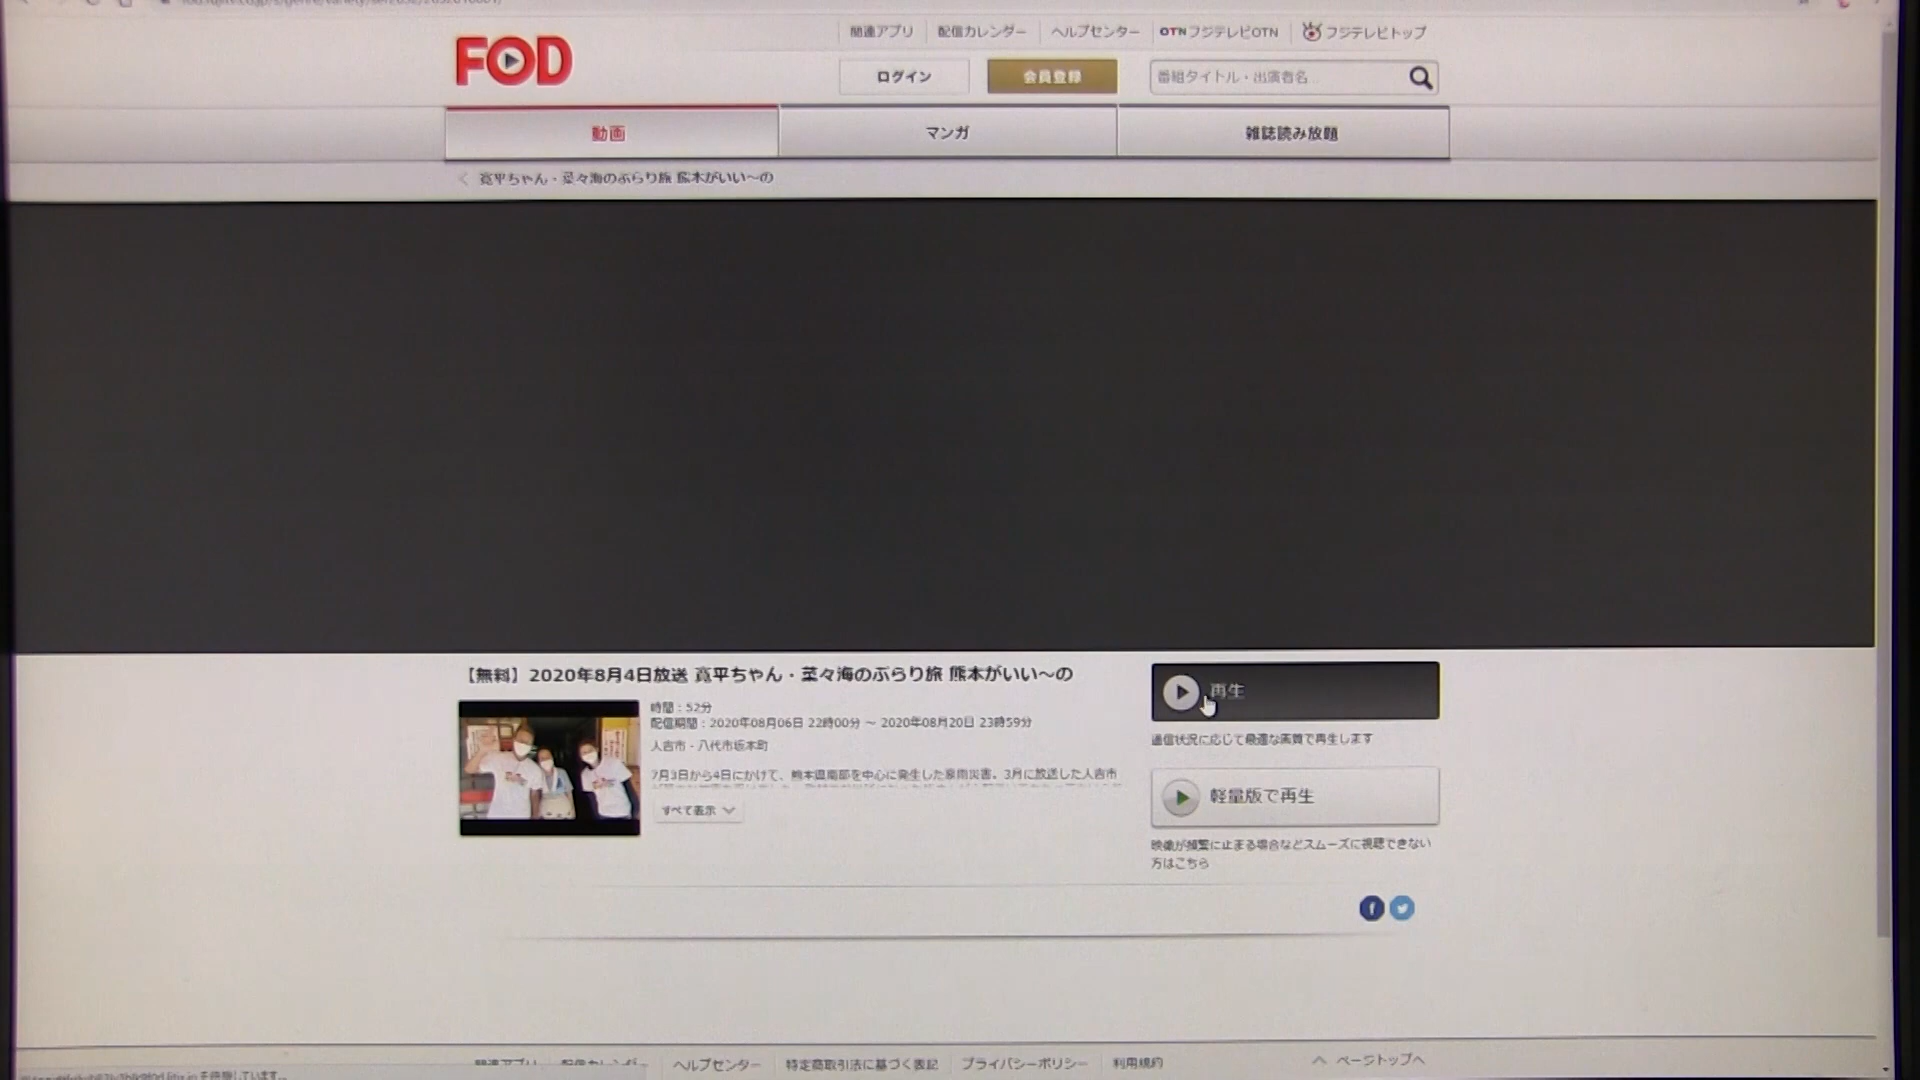 FOD
関連アプリ 配信カレンダー ヘルプセンター OTN フジテレビOTN フジテレビトップ
ログイン 会員登録 番組タイトル・出演者名...
動画 マンガ 雑誌読み放題
寛平ちゃん・菜々海のぶらり旅 熊本がいい～の
【無料】2020年8月4日放送 寛平ちゃん・菜々海のぶらり旅 熊本がいい～の
再生
時間：52分
配信期間：2020年08月06日 22時00分 ～ 2020年08月20日 23時59分
人吉市・八代市坂本町
通信状況に応じて最適な画質で再生します
7月3日から4日にかけて、熊本県南部を中心に発生した豪雨災害。3月に放送した人吉市
すべて表示
軽量版で再生
映像が頻繁に止まる場合などスムーズに視聴できない
方はこちら
関連アプリ 配信カレンダー ヘルプセンター 特定商取引法に基づく表記 プライバシーポリシー 利用規約 ページトップへ